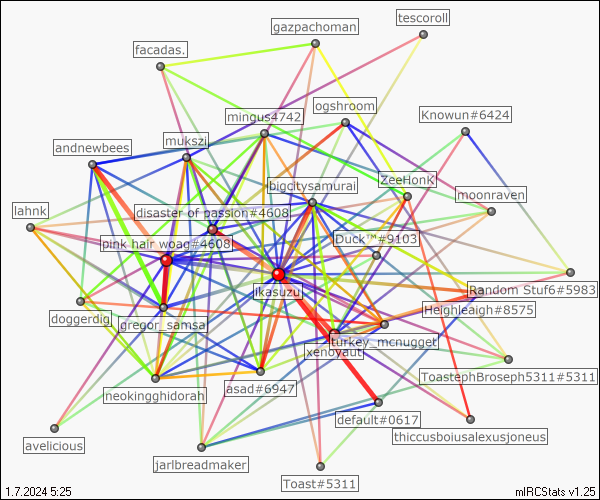 tescoroll
gazpachoman
facadas.
ogshroom
mingus4742
Knowun#6424
mukszi
andnewbees
ZeeHonk
bigcitysamurai
moonraven
lahnk
disaster of passion#4608
Duck™#9103
pink hair woag#4608
ikasuzu
Random Stuf6#5983
Heighleagh#8575
doggerdig
gregor_samsa!
turkey_mcnugget
xenoyaut
ToastephBroseph5311#5311
asad#6947
neokingghidorah
default#0617
thiccusboiusalexusjoneus
avelicious
jarlbreadmaker
Toast#5311
1.7.2024 5:25
mIRCStats v1.25